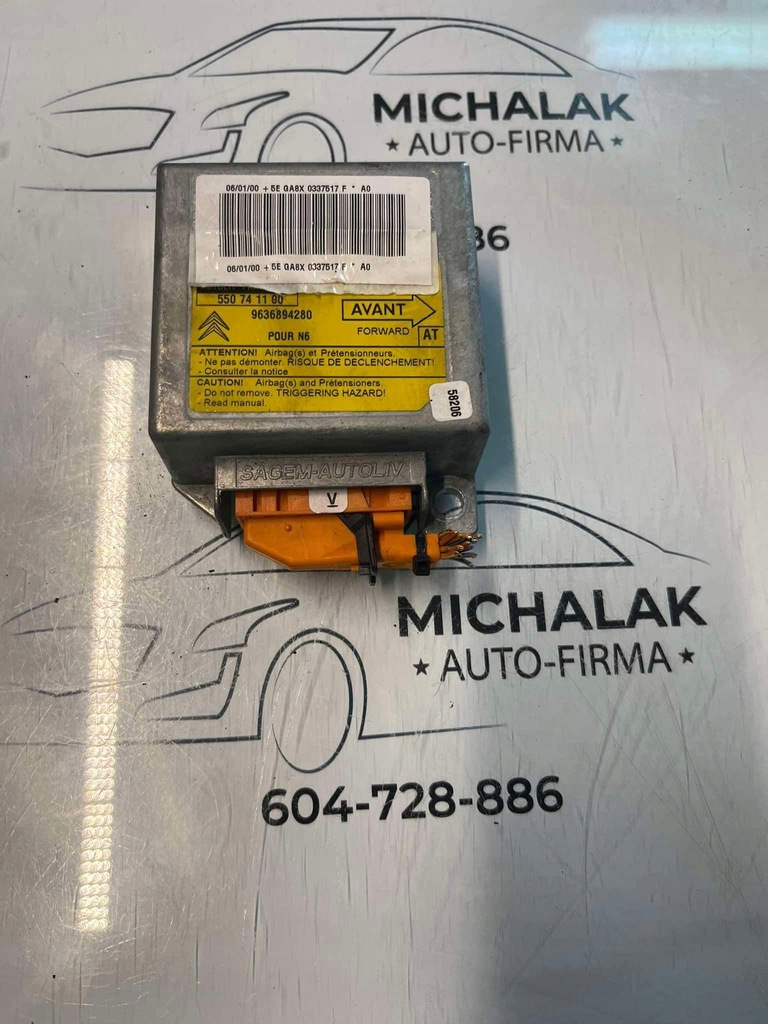 MICHALAK
★ AUTO-FIRMA ★
86
06/01/00 + 5E GA8X 0337517 F * A0
06/01/00 + 5E GA8X 0337517 F * A0
550 74 11 00
9636894280
POUR N6
AVANT
FORWARD
AT
ATTENTION! Airbag(s) et Prétensionneurs.
- Ne pas démonter. RISQUE DE DECLENCHEMENT!
- Consulter la notice
CAUTION! Airbag(s) and Prétensioners.
- Do not remove. TRIGGERING HAZARD!
- Read manual.
58206
SAGEM-AUTOLIV
V
MICHALAK
★ AUTO-FIRMA ★
604-728-886